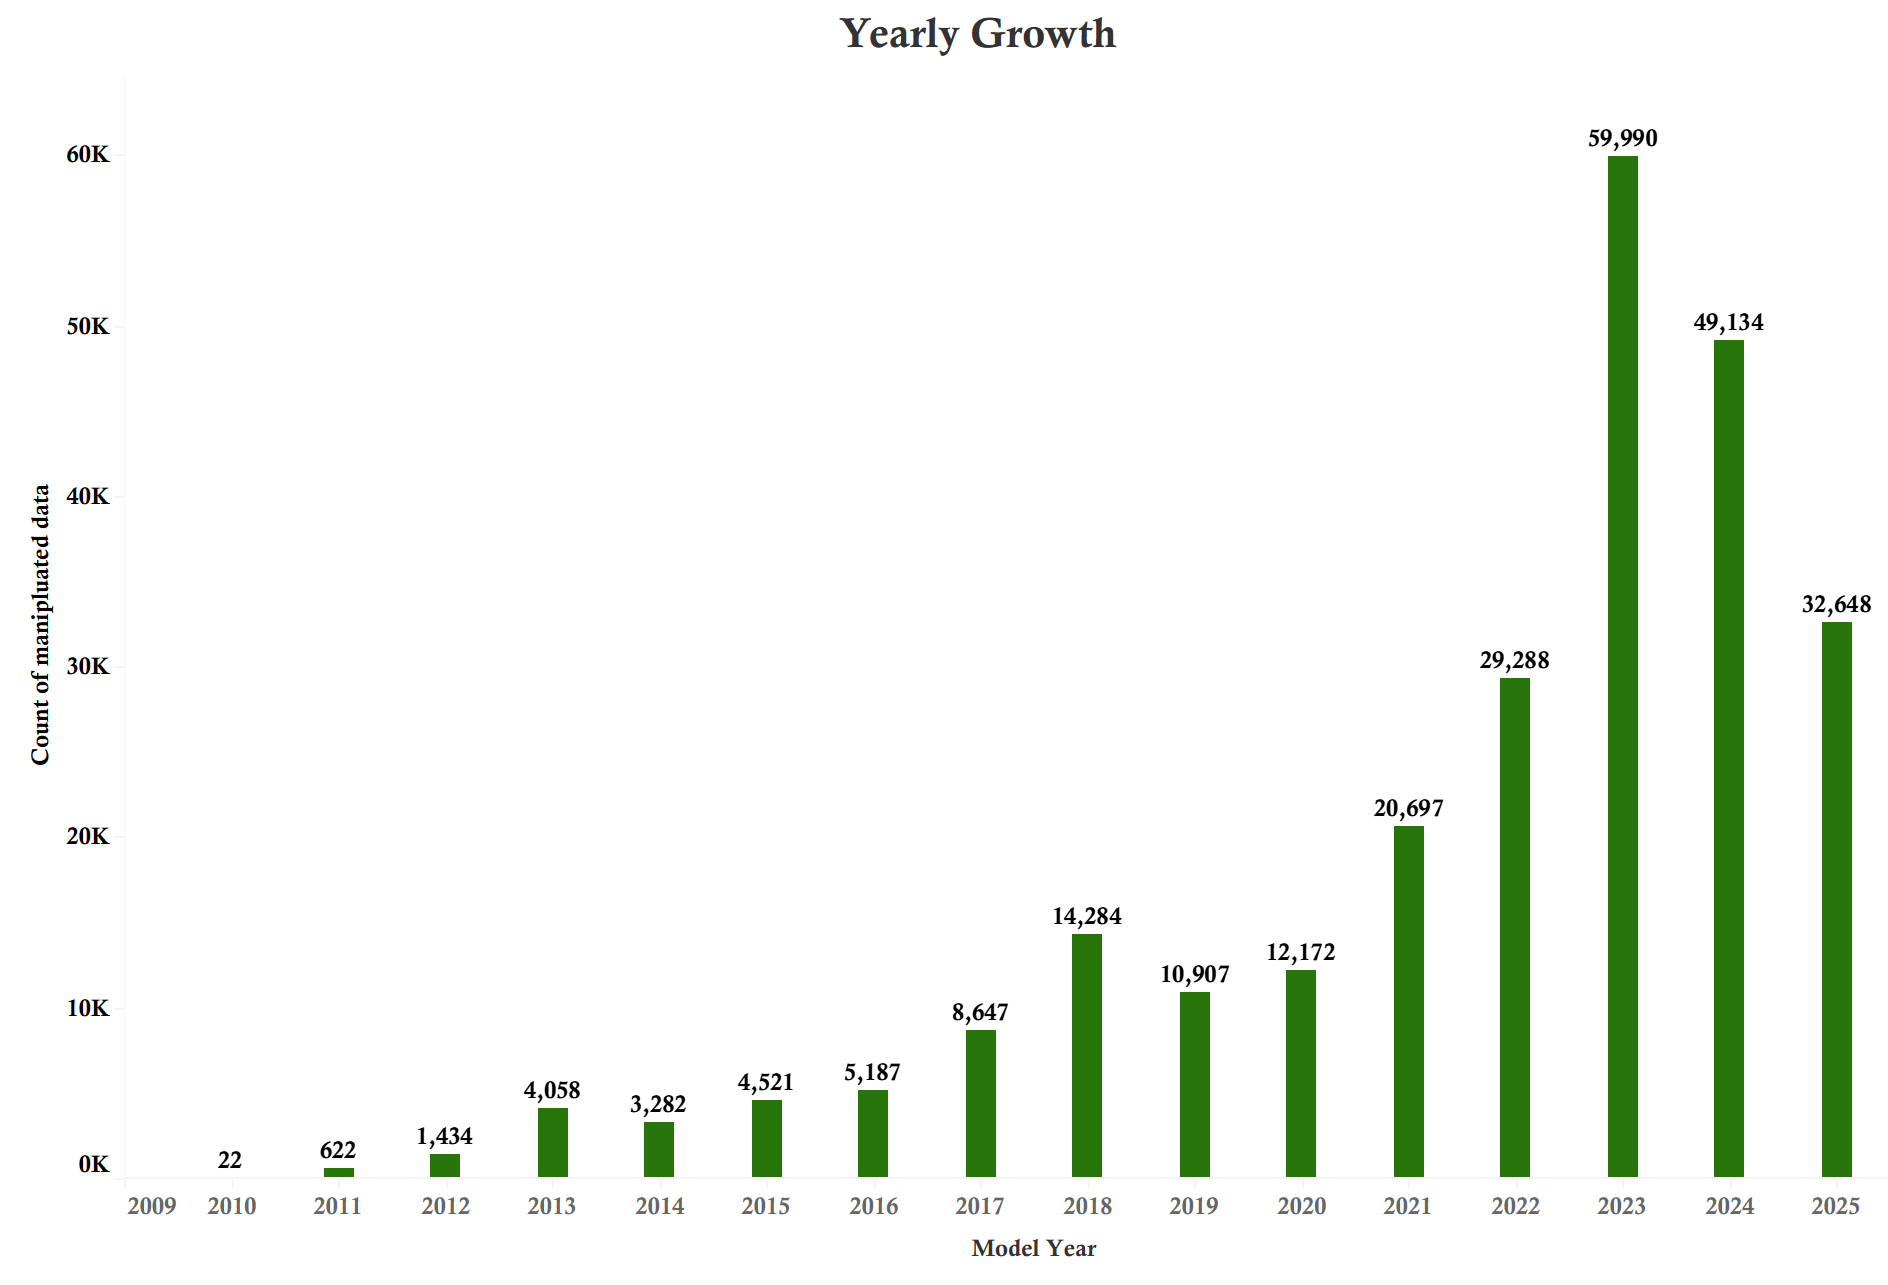 Yearly Growth
60K
50K
40K
30K
20K
10K
0K
Count of manipluated data
22
622
1,434
4,058
3,282
4,521
5,187
8,647
14,284
10,907
12,172
20,697
29,288
59,990
49,134
32,648
2009 2010 2011 2012 2013 2014 2015 2016 2017 2018 2019 2020 2021 2022 2023 2024 2025
Model Year